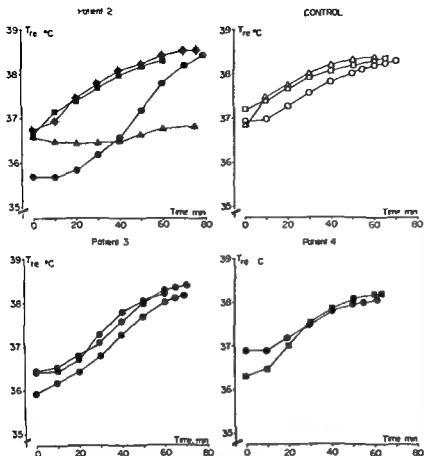 Patient 2
CONTROL
39 Tre °C
38
37
36
35
0 20 40 60 80
Time, min
39 Tre °C
38
37
36
35
0 20 40 60 80
Time, min
Patient 3
Patient 4
39 Tre °C
38
37
36
35
0 20 40 60 80
Time, min
39 Tre C
38
37
36
35
0 20 40 60 80
Time, min